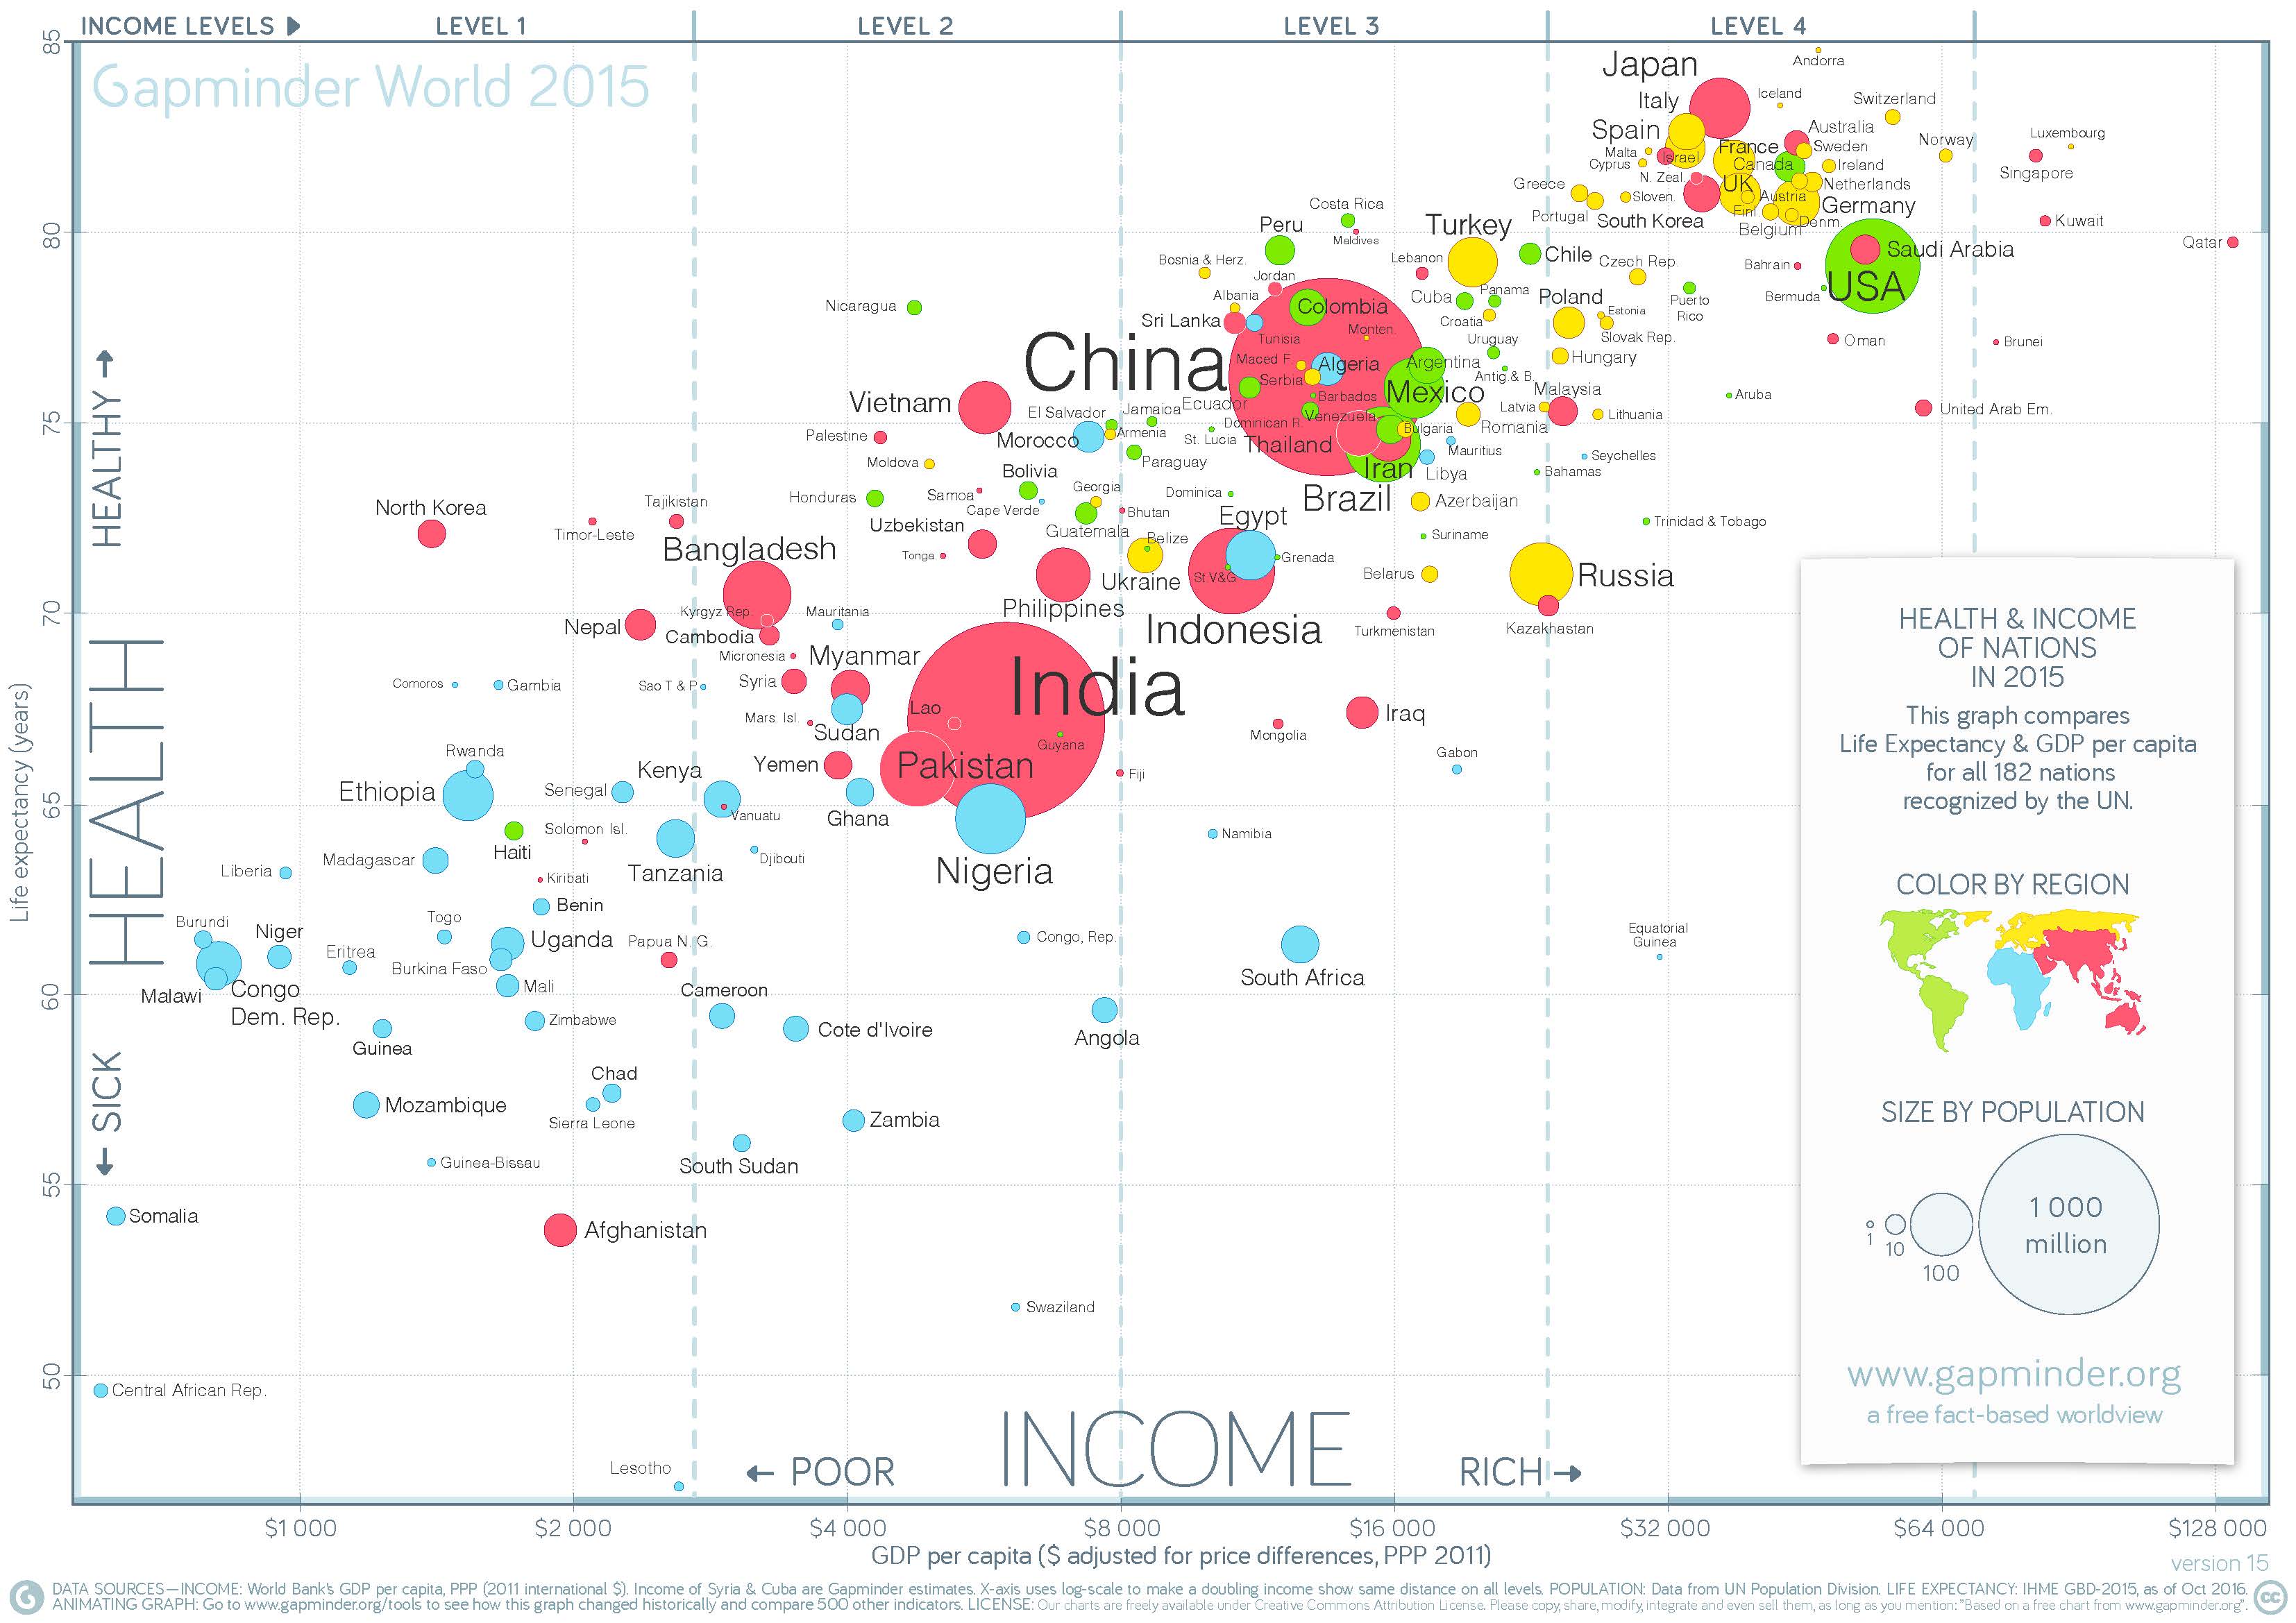 INCOME LEVELS ▶ LEVEL 1 LEVEL 2 LEVEL 3 LEVEL 4
Gapminder World 2015
85
80
75
70
65
60
55
50
Life expectancy (years)
HEALTH
HEALTHY →
← SICK
Andorra
Japan
Italy
Iceland
Switzerland
Spain
Australia
Luxembourg
Malta
France
Sweden
Norway
Cyprus
Israel
Canada
Ireland
Singapore
N. Zeal.
UK
Netherlands
Greece
Sloven.
Austria
Germany
Portugal
South Korea
Finl.
Denm.
Belgium
Kuwait
Costa Rica
Peru
Maldives
Turkey
Qatar
Saudi Arabia
Bosnia & Herz.
Lebanon
Chile
Czech Rep.
Bahrain
USA
Jordan
Albania
Cuba
Panama
Poland
Puerto
Rico
Bermuda
Nicaragua
Colombia
Sri Lanka
Croatia
Estonia
Tunisia
Monten.
Uruguay
Slovak Rep.
Oman
Brunei
China
Maced F.
Algeria
Argentina
Hungary
Serbia
Antig.& B.
Mexico
Malaysia
Barbados
Aruba
Vietnam
Ecuador
El Salvador
Jamaica
Latvia
Lithuania
United Arab Em.
Venezuela
Dominican R.
Bulgaria
Romania
Palestine
Morocco
Armenia
St. Lucia
Thailand
Mauritius
Seychelles
Moldova
Paraguay
Iran
Libya
Bahamas
Bolivia
Samoa
Georgia
Dominica
Brazil
Azerbaijan
Honduras
Cape Verde
Bhutan
North Korea
Tajikistan
Timor-Leste
Uzbekistan
Guatemala
Egypt
Suriname
Trinidad & Tobago
Bangladesh
Tonga
Belize
Grenada
Ukraine
St V&G
Belarus
Russia
Philippines
Kyrgyz Rep.
Mauritania
Nepal
Cambodia
Indonesia
Turkmenistan
Kazakhstan
Micronesia
Myanmar
Comoros
Gambia
Sao T & P
Syria
India
Mars. Isl.
Lao
Sudan
Iraq
Mongolia
Guyana
Rwanda
Gabon
Yemen
Pakistan
Fiji
Ethiopia
Senegal
Kenya
Vanuatu
Ghana
Haiti
Solomon Isl.
Namibia
Madagascar
Tanzania
Djibouti
Nigeria
Liberia
Kiribati
Benin
Burundi
Togo
Niger
Uganda
Papua N. G.
Congo, Rep.
Equatorial
Guinea
Eritrea
Burkina Faso
South Africa
Malawi
Congo
Dem. Rep.
Mali
Cameroon
Guinea
Zimbabwe
Cote d'Ivoire
Angola
Chad
Mozambique
Sierra Leone
Zambia
South Sudan
Guinea-Bissau
Somalia
Afghanistan
Swaziland
Central African Rep.
Lesotho
INCOME
← POOR
RICH →
HEALTH & INCOME
OF NATIONS
IN 2015
This graph compares
Life Expectancy & GDP per capita
for all 182 nations
recognized by the UN.
COLOR BY REGION
SIZE BY POPULATION
1
10
100
1 000
million
www.gapminder.org
a free fact-based worldview
$1 000 $2 000 $4 000 $8 000 $16 000 $32 000 $64 000 $128 000
GDP per capita ($ adjusted for price differences, PPP 2011)
version 15
DATA SOURCES—INCOME: World Bank's GDP per capita, PPP (2011 international $). Income of Syria & Cuba are Gapminder estimates. X-axis uses log-scale to make a doubling income show same distance on all levels. POPULATION: Data from UN Population Division. LIFE EXPECTANCY: IHME GBD-2015, as of Oct 2016.
ANIMATING GRAPH: Go to www.gapminder.org/tools to see how this graph changed historically and compare 500 other indicators. LICENSE: Our charts are freely available under Creative Commons Attribution License. Please copy, share, modify, integrate and even sell them, as long as you mention: "Based on a free chart from www.gapminder.org".
cc